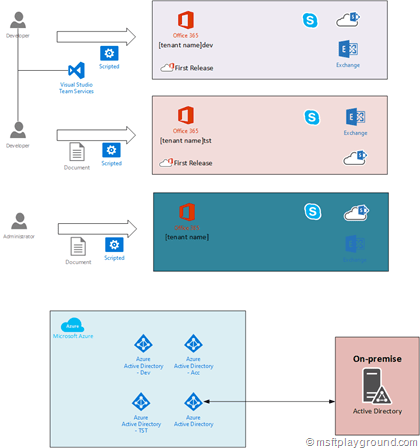 Developer
Scripted
Office 365
[tenant name]dev
First Release
Exchange
Visual Studio
Team Services
Developer
Document
Scripted
Office 365
[tenant name]tst
First Release
Exchange
Administrator
Document
Scripted
Office 365
[tenant name]
Exchange
Azure
Microsoft Azure
Azure
Active Directory
- Dev
Azure
Active Directory
- Acc
Azure
Active Directory
- TST
Azure
Active Directory
On-premise
Active Directory
© msftplayground.com